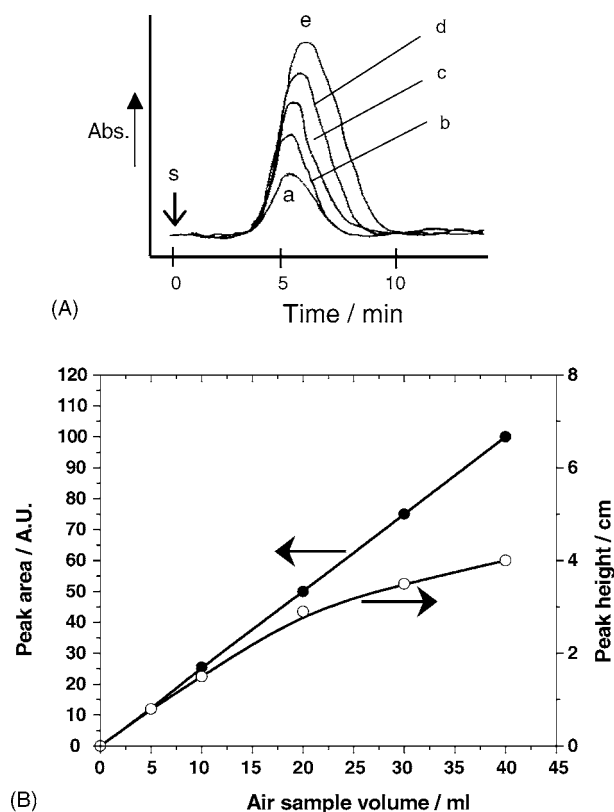 e
d
c
b
a
Abs.
s
0 5 10
Time / min
(A)
120
110
100
90
80
70
60
50
40
30
20
10
0
Peak area / A.U.
8
6
4
2
0
Peak height / cm
0 5 10 15 20 25 30 35 40 45
Air sample volume / ml
(B)